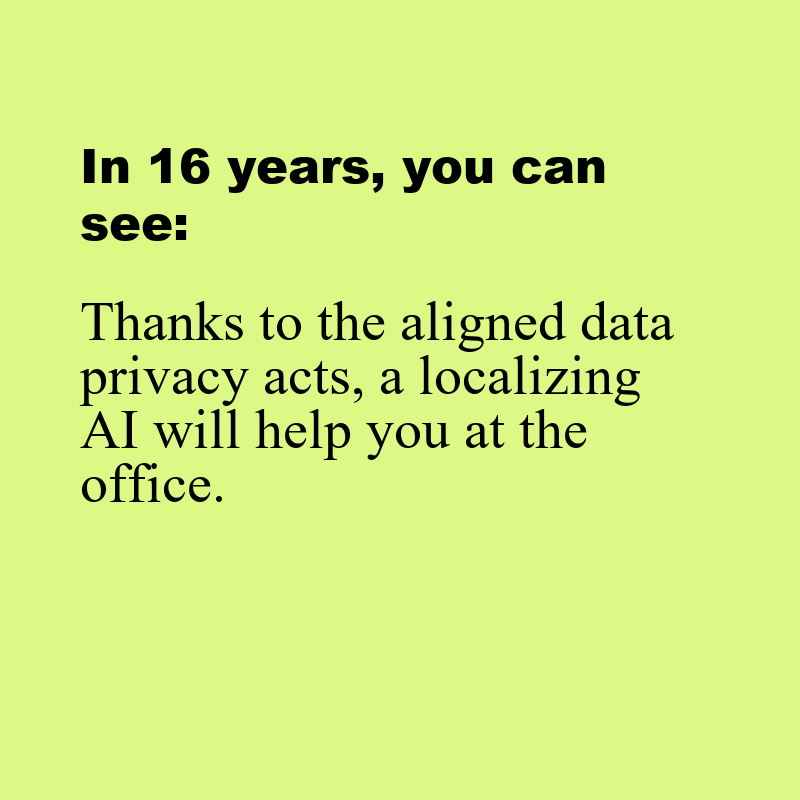 In 16 years, you can
see:
Thanks to the aligned data
privacy acts, a localizing
AI will help you at the
office.